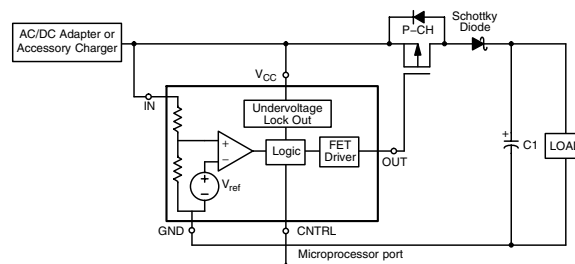 AC/DC Adapter or
Accessory Charger
P−CH
Schottky
Diode
VCC
IN
Undervoltage
Lock Out
+
−
Logic
FET
Driver
OUT
+
−
Vref
+
C1
LOAD
GND
CNTRL
Microprocessor port